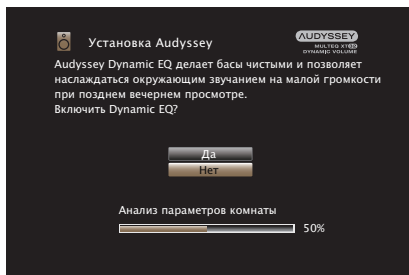 Установка Audyssey
AUDYSSEY
MULTEQ XT32
DYNAMIC VOLUME
Audyssey Dynamic EQ делает басы чистыми и позволяет
наслаждаться окружающим звучанием на малой громкости
при позднем вечернем просмотре.
Включить Dynamic EQ?
Да
Нет
Анализ параметров комнаты
50%